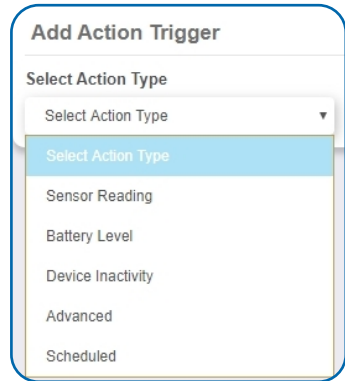 Add Action Trigger
Select Action Type
Select Action Type
Select Action Type
Sensor Reading
Battery Level
Device Inactivity
Advanced
Scheduled